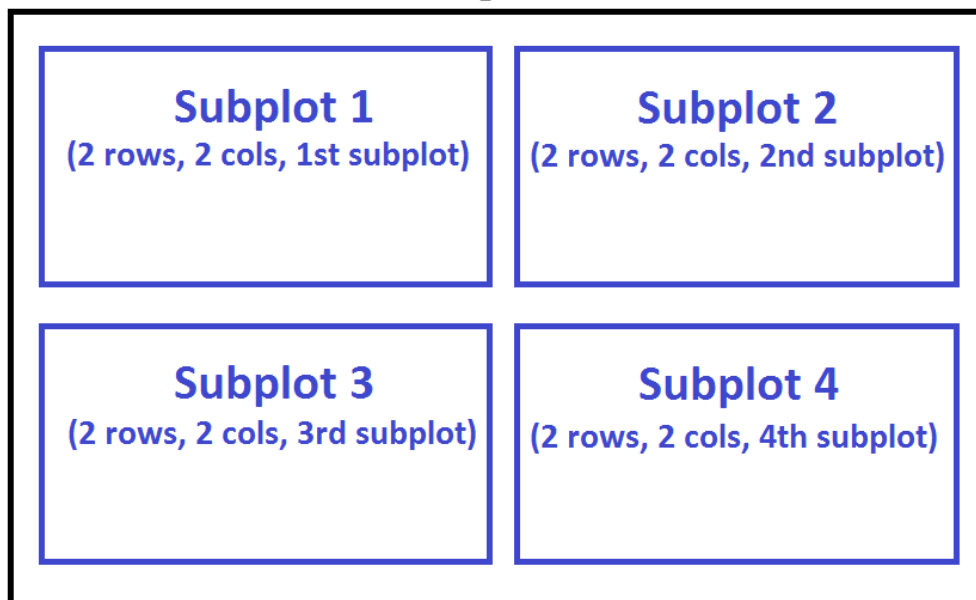 Subplot 1
(2 rows, 2 cols, 1st subplot)
Subplot 2
(2 rows, 2 cols, 2nd subplot)
Subplot 3
(2 rows, 2 cols, 3rd subplot)
Subplot 4
(2 rows, 2 cols, 4th subplot)